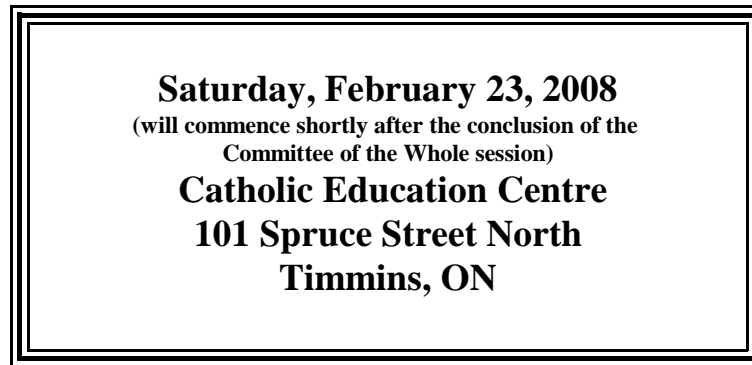 Saturday, February 23, 2008
(will commence shortly after the conclusion of the
Committee of the Whole session)
Catholic Education Centre
101 Spruce Street North
Timmins, ON